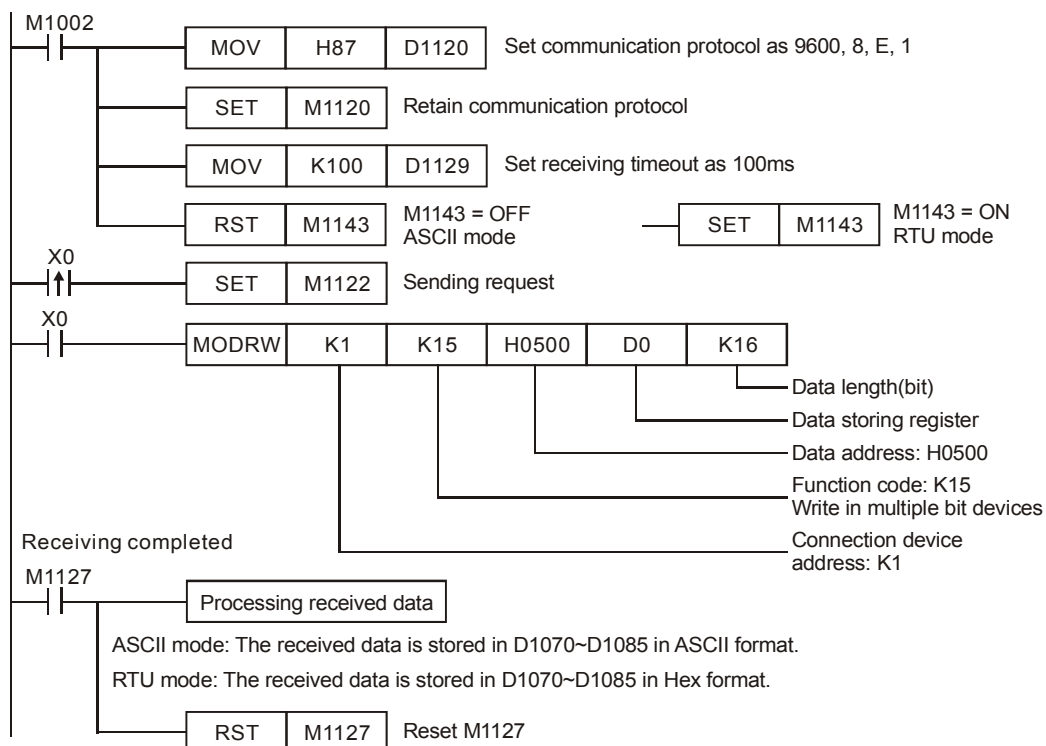 M1002
MOV H87 D1120 Set communication protocol as 9600, 8, E, 1
SET M1120 Retain communication protocol
MOV K100 D1129 Set receiving timeout as 100ms
RST M1143 M1143 = OFF
ASCII mode
SET M1143 M1143 = ON
RTU mode
X0
SET M1122 Sending request
X0
MODRW K1 K15 H0500 D0 K16
Data length(bit)
Data storing register
Data address: H0500
Function code: K15
Write in multiple bit devices
Connection device
address: K1
Receiving completed
M1127
Processing received data
ASCII mode: The received data is stored in D1070~D1085 in ASCII format.
RTU mode: The received data is stored in D1070~D1085 in Hex format.
RST M1127 Reset M1127